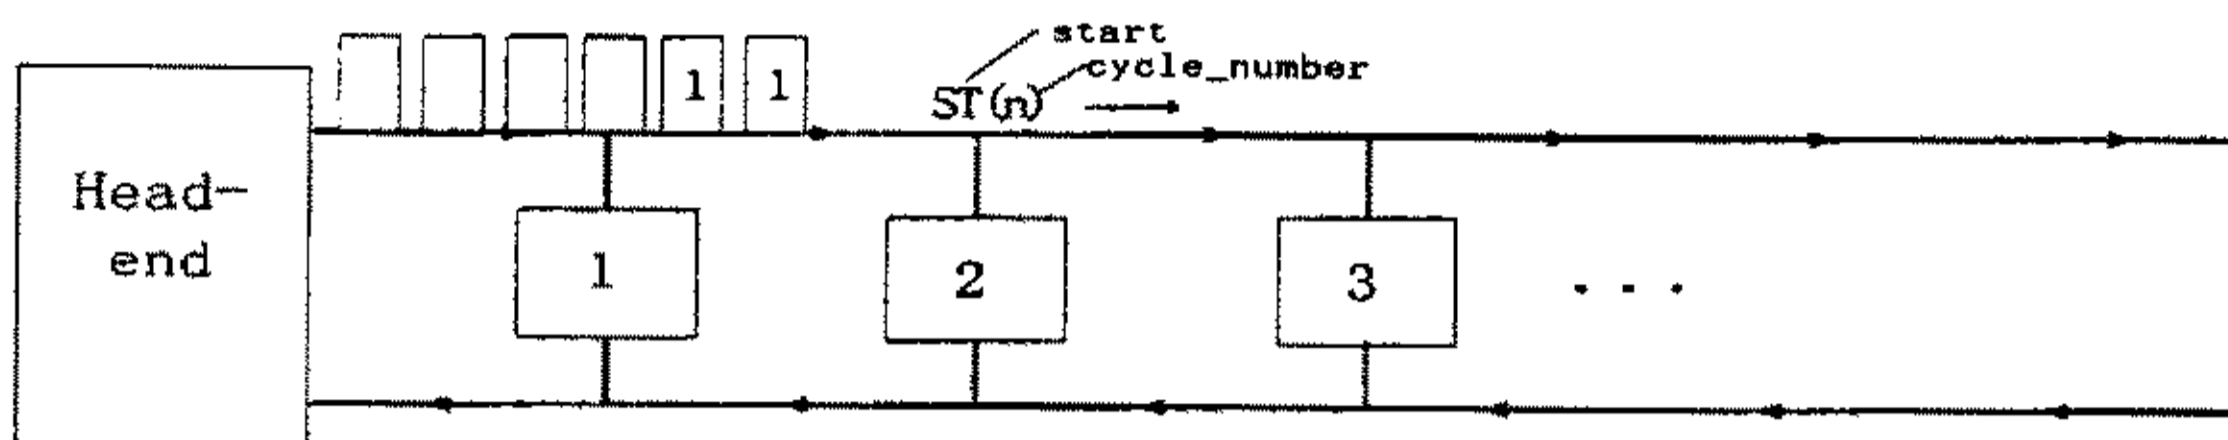 start
cycle_number
1 1
ST(n)
Head-
end
1 2 3 . . .